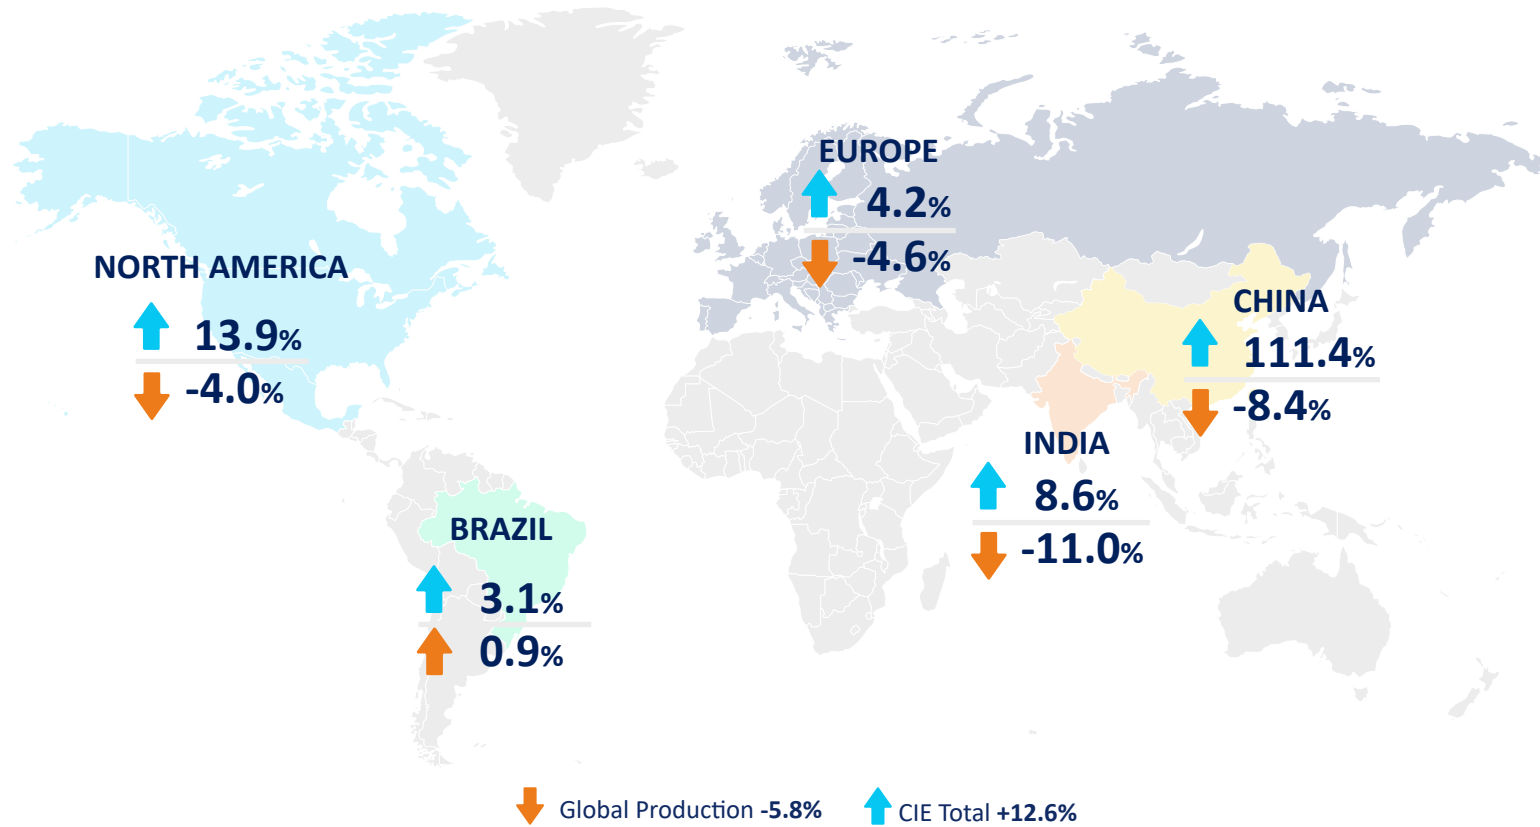 EUROPE
4.2%
-4.6%
NORTH AMERICA
13.9%
-4.0%
CHINA
111.4%
-8.4%
INDIA
8.6%
-11.0%
BRAZIL
3.1%
0.9%
Global Production -5.8%
CIE Total +12.6%